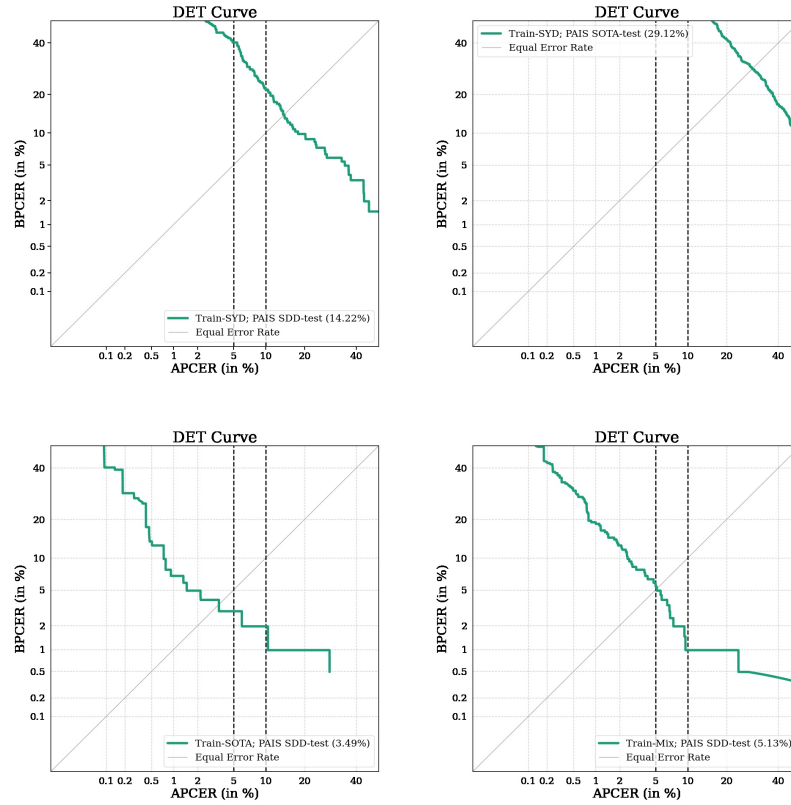 DET Curve
40
20
10
5
2
1
0.5
0.2
0.1
BPCER (in %)
Train-SYD; PAIS SDD-test (14.22%)
Equal Error Rate
0.1 0.2 0.5 1 2 5 10 20 40
APCER (in %)
DET Curve
Train-SYD; PAIS SOTA-test (29.12%)
Equal Error Rate
40
20
10
5
2
1
0.5
0.2
0.1
BPCER (in %)
0.1 0.2 0.5 1 2 5 10 20 40
APCER (in %)
DET Curve
40
20
10
5
2
1
0.5
0.2
0.1
BPCER (in %)
Train-SOTA; PAIS SDD-test (3.49%)
Equal Error Rate
0.1 0.2 0.5 1 2 5 10 20 40
APCER (in %)
DET Curve
40
20
10
5
2
1
0.5
0.2
0.1
BPCER (in %)
Train-Mix; PAIS SDD-test (5.13%)
Equal Error Rate
0.1 0.2 0.5 1 2 5 10 20 40
APCER (in %)